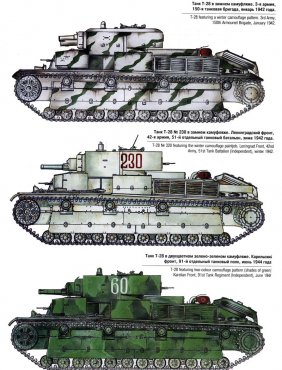 Танк Т-28 в зимнем камуфляже. 3-я армия,
150-я танковая бригада, январь 1942 года.
T-28 featuring a winter camouflage pattern. 3rd Army,
150th Armoured Brigade, January 1942.
Танк Т-28 № 230 в зимнем камуфляже. Ленинградский фронт,
42-я армия, 51-й отдельный танковый батальон, зима 1942 года.
T-28 № 230 featuring the winter camouflage paintjob. Leningrad Front, 42nd
Army, 51st Tank Battalion (Independent), winter 1942.
230
Танк Т-28 в двухцветном зелено-зеленом камуфляже. Карельский
фронт, 91-й отдельный танковый полк, июнь 1944 года
T-28 featuring two-colour camouflage pattern (shades of green)
Karelian Front, 91st Tank Regiment (Independent), June
60